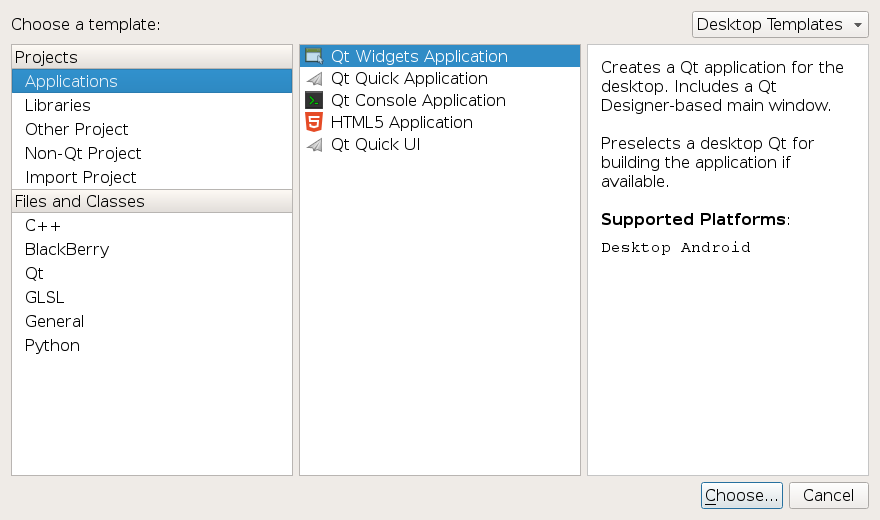 Choose a template:
Desktop Templates
Projects
Applications
Libraries
Other Project
Non-Qt Project
Import Project
Files and Classes
C++
BlackBerry
Qt
GLSL
General
Python
Qt Widgets Application
Qt Quick Application
Qt Console Application
HTML5 Application
Qt Quick UI
Creates a Qt application for the
desktop. Includes a Qt
Designer-based main window.
Preselects a desktop Qt for
building the application if
available.
Supported Platforms:
Desktop Android
Choose...
Cancel